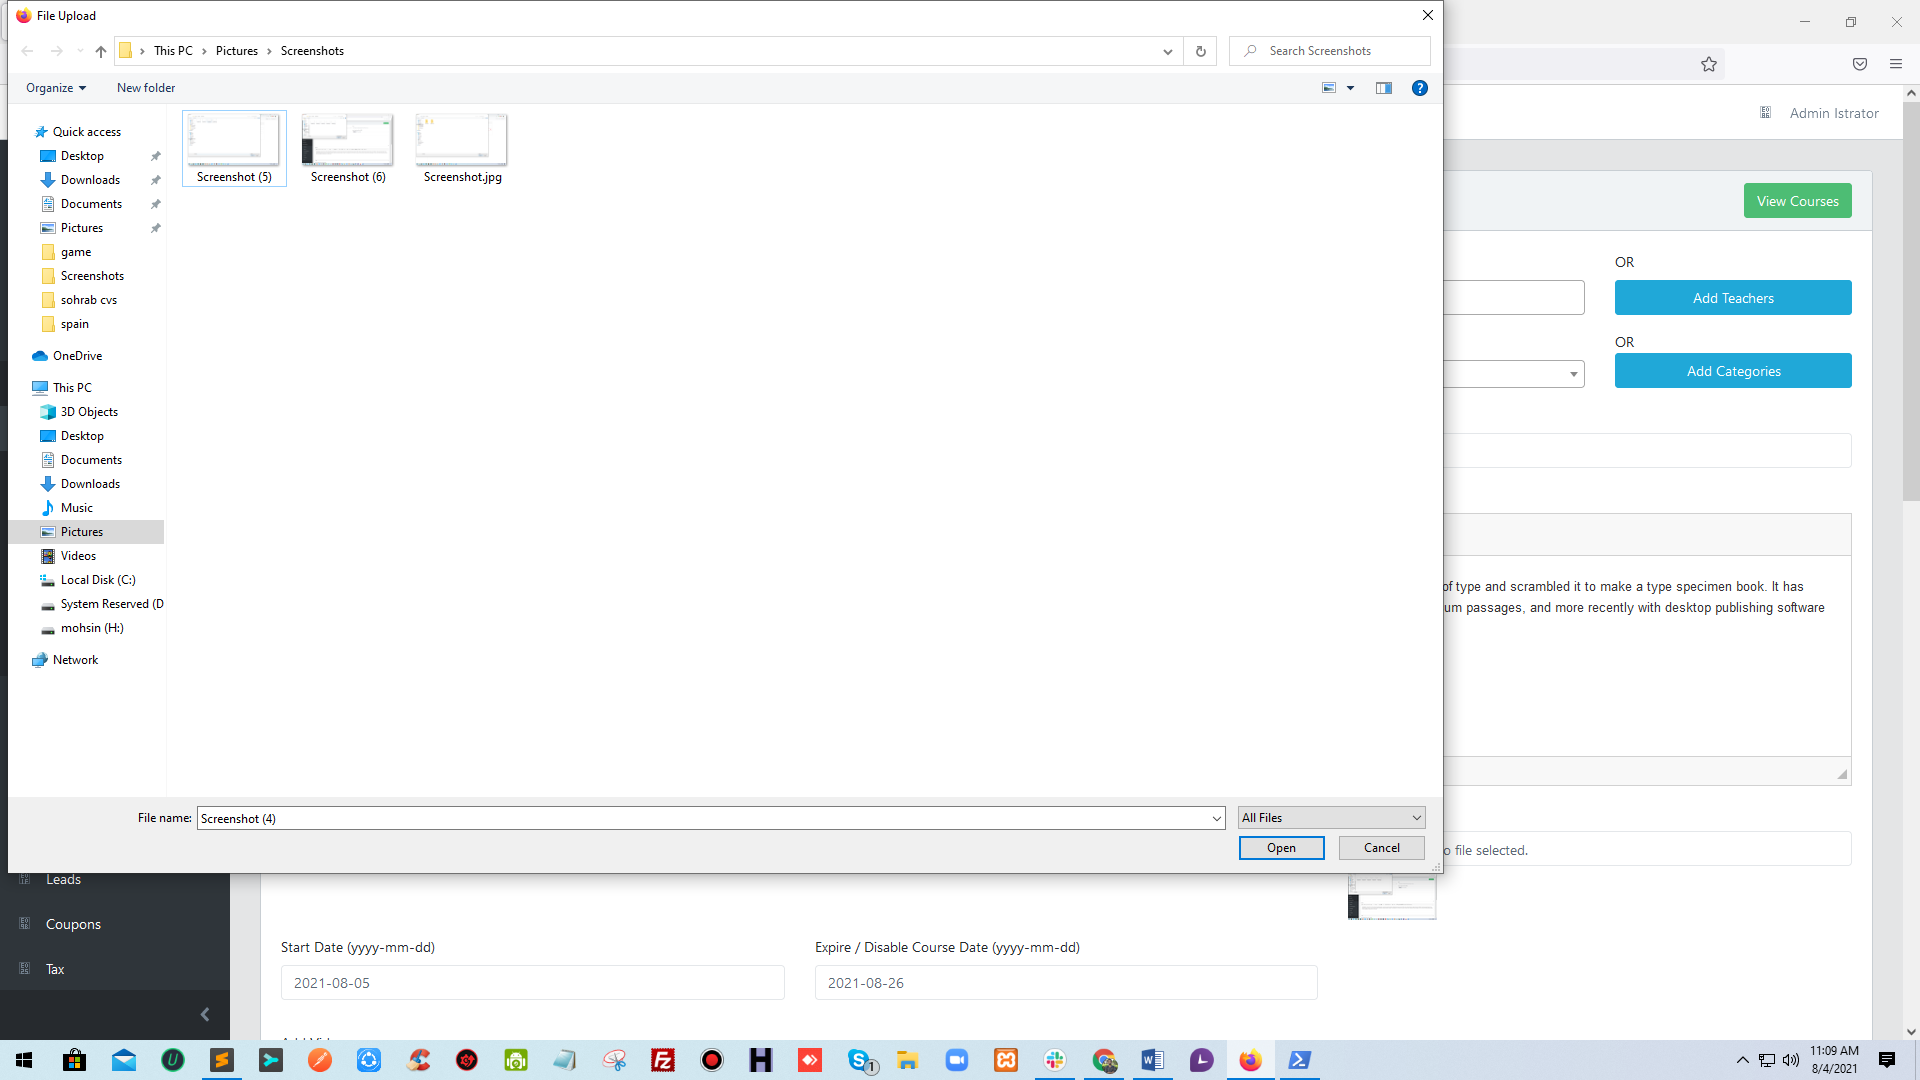 File Upload
This PC > Pictures > Screenshots
Search Screenshots
Organize
New folder
Quick access
Desktop
Downloads
Documents
Pictures
game
Screenshots
sohrab cvs
spain
OneDrive
This PC
3D Objects
Desktop
Documents
Downloads
Music
Pictures
Videos
Local Disk (C:)
System Reserved (D
mohsin (H:)
Network
Screenshot (5)
Screenshot (6)
Screenshot.jpg
File name:
Screenshot (4)
All Files
Open
Cancel
Admin Istrator
View Courses
OR
Add Teachers
OR
Add Categories
of type and scrambled it to make a type specimen book. It has
um passages, and more recently with desktop publishing software
o file selected.
Leads
Coupons
Tax
Start Date (yyyy-mm-dd)
Expire / Disable Course Date (yyyy-mm-dd)
2021-08-05
2021-08-26
11:09 AM
8/4/2021